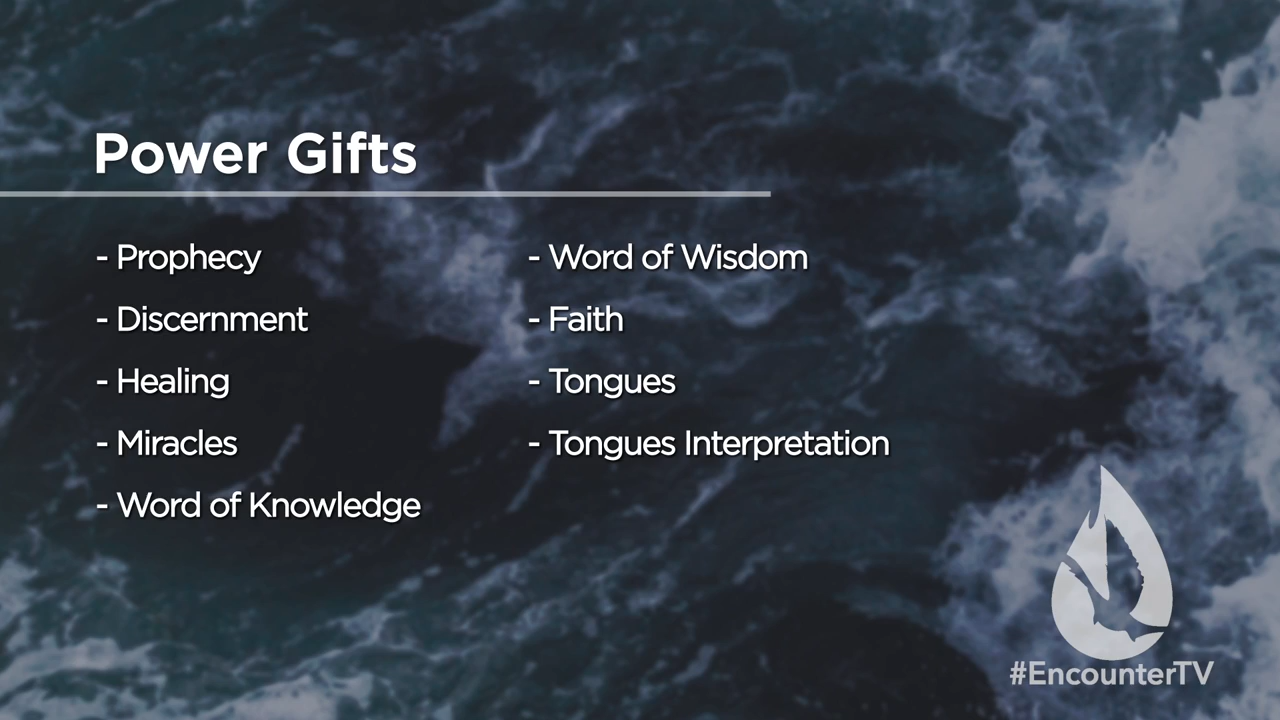 Power Gifts
- Prophecy
- Discernment
- Healing
- Miracles
- Word of Knowledge
- Word of Wisdom
- Faith
- Tongues
- Tongues Interpretation
#EncounterTV